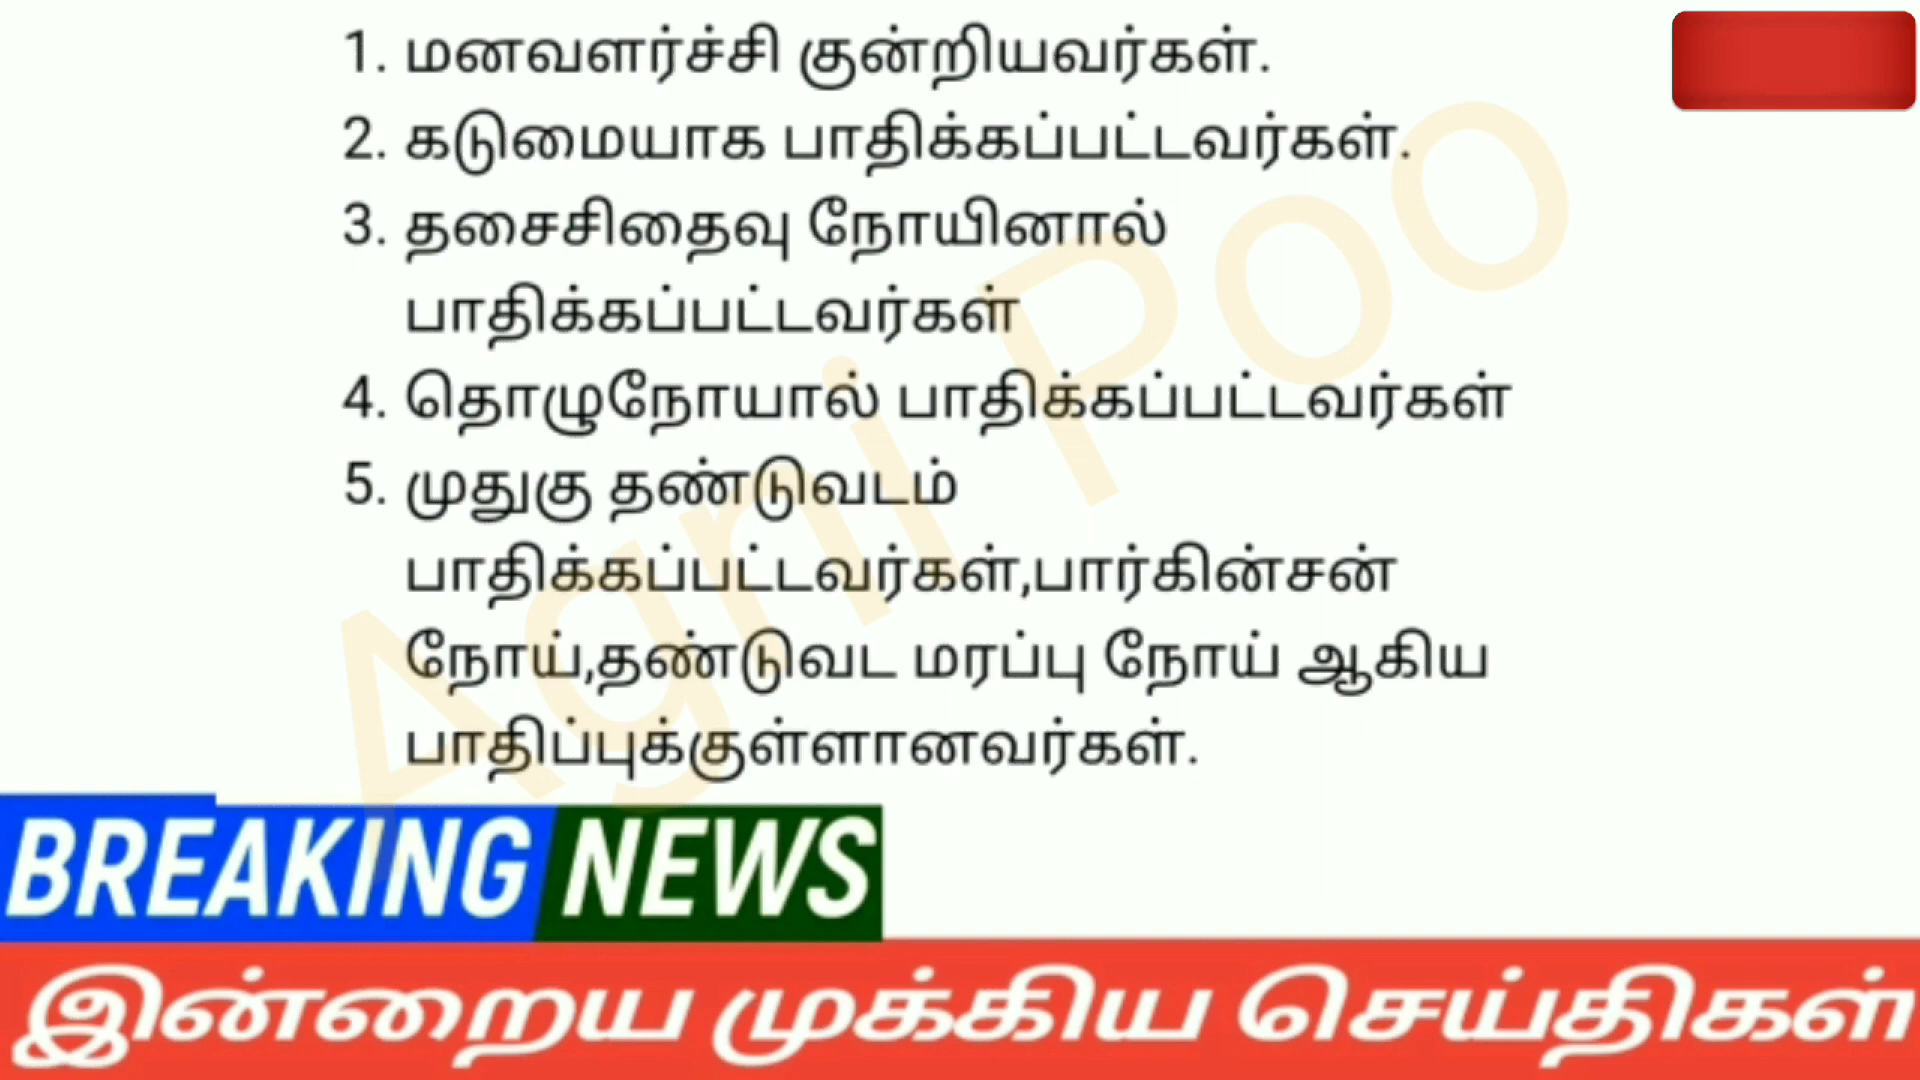 1. மனவளர்ச்சி குன்றியவர்கள்.
2. கடுமையாக பாதிக்கப்பட்டவர்கள்.
3. தசைசிதைவு நோயினால்
பாதிக்கப்பட்டவர்கள்
4. தொழுநோயால் பாதிக்கப்பட்டவர்கள்
5. முதுகு தண்டுவடம்
பாதிக்கப்பட்டவர்கள்,பார்கின்சன்
நோய்,தண்டுவட மரப்பு நோய் ஆகிய
பாதிப்புக்குள்ளானவர்கள்.
Agni Poo
BREAKING NEWS
இன்றைய முக்கிய செய்திகள்